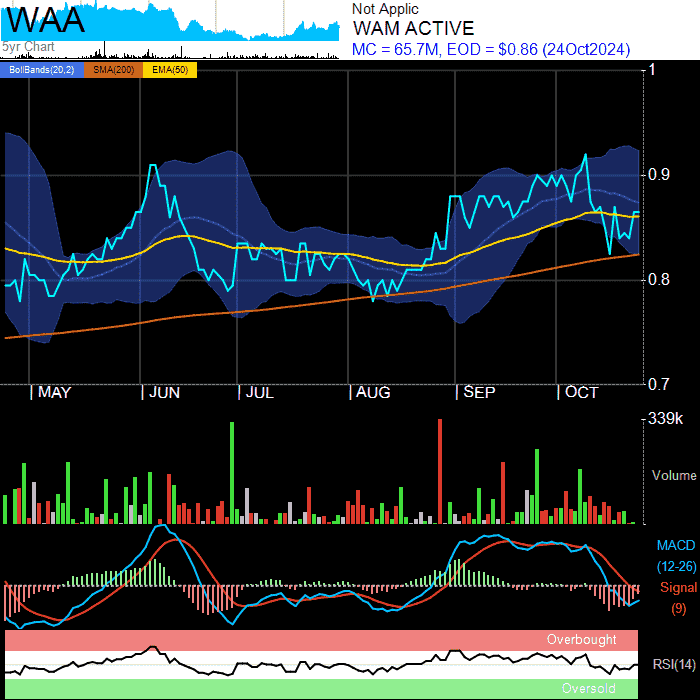 WAA
5yr Chart
Not Applic
WAM ACTIVE
MC = 65.7M, EOD = $0.86 (24Oct2024)
BollBands(20,2) SMA(200) EMA(50)
1
0.9
0.8
0.7
MAY JUN JUL AUG SEP OCT
339k
Volume
MACD
(12-26)
Signal
(9)
Overbought
RSI(14)
Oversold